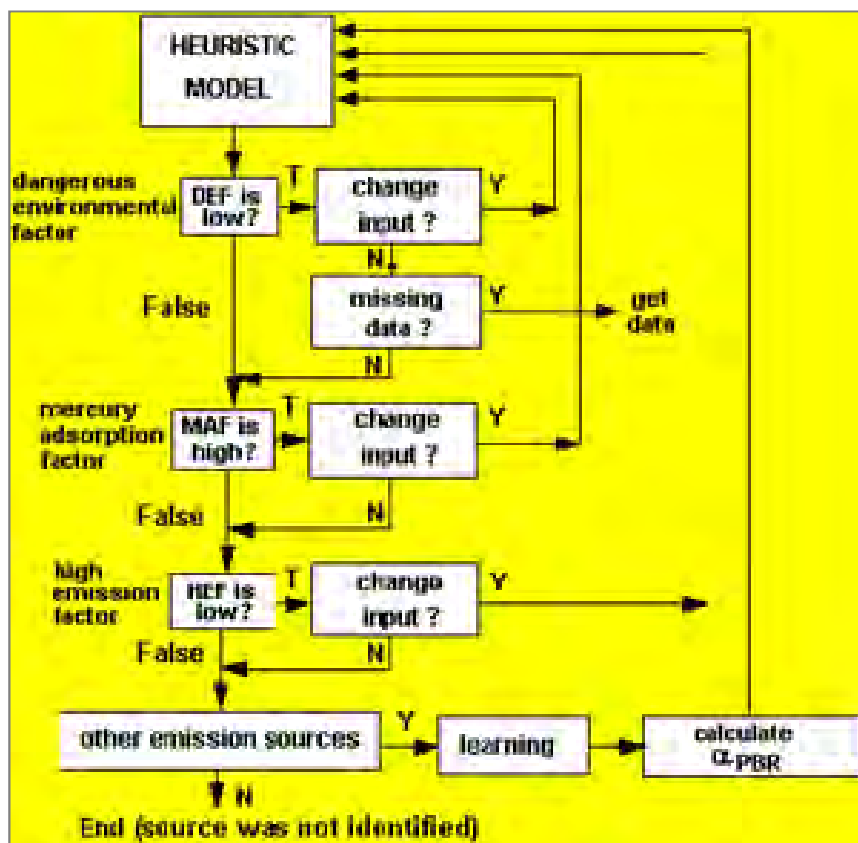 HEURISTIC
MODEL
dangerous
environmental
factor
DEF is
low?
T
change
input ?
Y
N
False
missing
data ?
Y
get
data
N
mercury
adsorption
factor
MAF is
high?
T
change
input ?
Y
N
False
high
emission
factor
HEF is
low?
T
change
input ?
Y
N
False
other emission sources
Y
learning
calculate
αPBR
N
End (source was not identified)